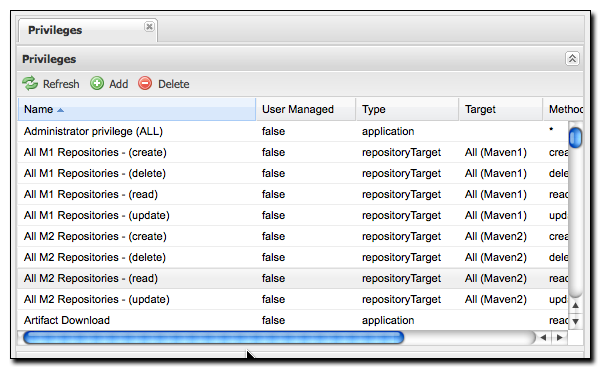 Privileges
Privileges
Refresh Add Delete
Name User Managed Type Target Method
Administrator privilege (ALL) false application *
All M1 Repositories - (create) false repositoryTarget All (Maven1) crea
All M1 Repositories - (delete) false repositoryTarget All (Maven1) dele
All M1 Repositories - (read) false repositoryTarget All (Maven1) read
All M1 Repositories - (update) false repositoryTarget All (Maven1) upd
All M2 Repositories - (create) false repositoryTarget All (Maven2) crea
All M2 Repositories - (delete) false repositoryTarget All (Maven2) dele
All M2 Repositories - (read) false repositoryTarget All (Maven2) read
All M2 Repositories - (update) false repositoryTarget All (Maven2) upd
Artifact Download false application read